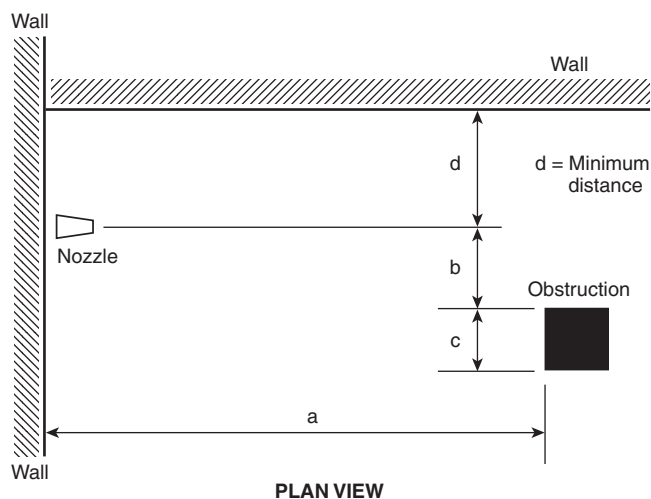 Wall
Wall
d
d = Minimum
distance
Nozzle
b
Obstruction
c
a
Wall
PLAN VIEW